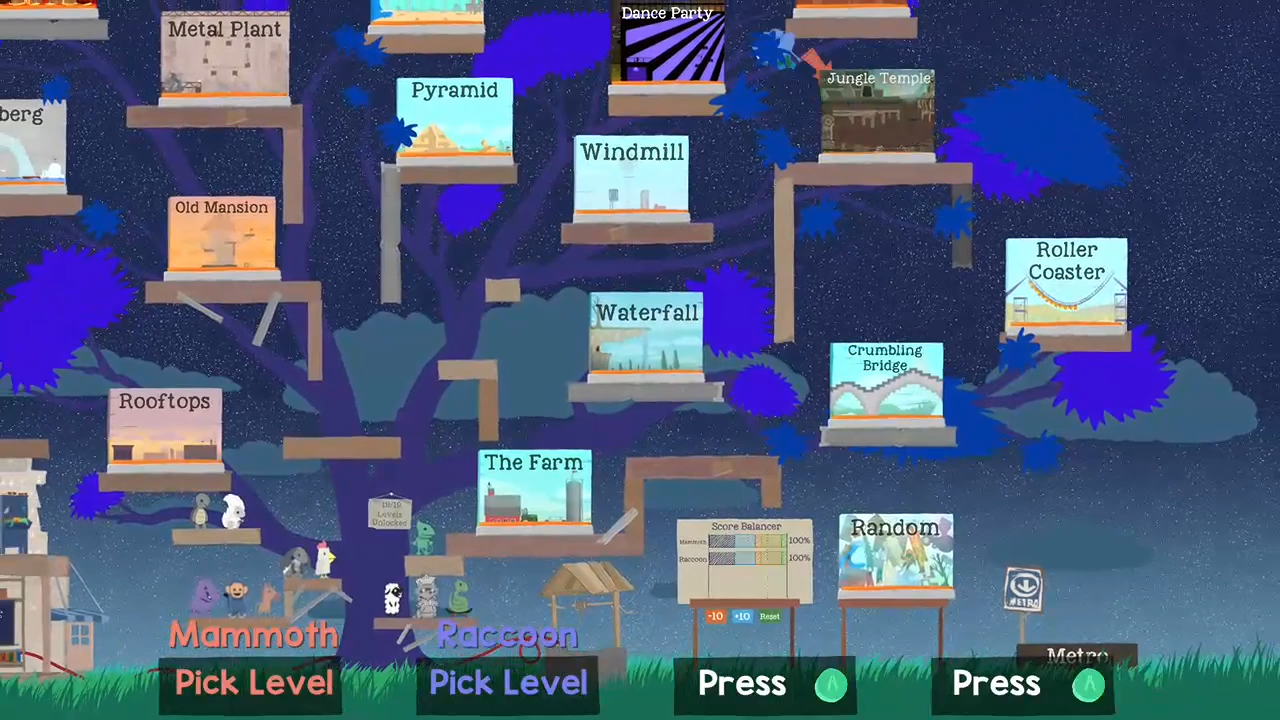 Metal Plant
Dance Party
Jungle Temple
Pyramid
berg
Windmill
Old Mansion
Roller
Coaster
Waterfall
Crumbling
Bridge
Rooftops
The Farm
Levels
Unlocked
Score Balancer
Mammoth 100%
Raccoon 100%
-10 +10 Reset
Random
METRO
Metro
Mammoth
Raccoon
Pick Level
Pick Level
Press A
Press A